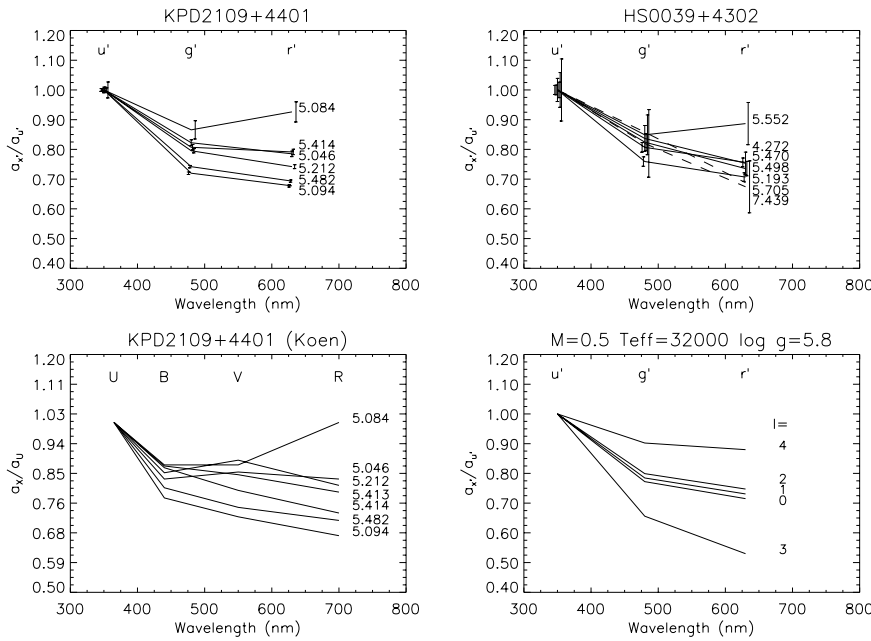 KPD2109+4401
1.20
1.10
1.00
0.90
0.80
0.70
0.60
0.50
0.40
a_x'/a_u'
u' g' r'
5.084
5.414
5.046
5.212
5.482
5.094
300 400 500 600 700 800
Wavelength (nm)
HS0039+4302
1.20
1.10
1.00
0.90
0.80
0.70
0.60
0.50
0.40
a_x'/a_u'
u' g' r'
5.552
4.272
5.470
5.498
5.193
5.705
7.439
300 400 500 600 700 800
Wavelength (nm)
KPD2109+4401 (Koen)
1.20
1.11
1.03
0.94
0.85
0.76
0.68
0.59
0.50
a_x/a_U
U B V R
5.084
5.046
5.212
5.413
5.414
5.482
5.094
300 400 500 600 700 800
Wavelength (nm)
M=0.5 Teff=32000 log g=5.8
1.20
1.10
1.00
0.90
0.80
0.70
0.60
0.50
0.40
a_x'/a_u'
u' g' r'
l=
4
2
1
0
3
300 400 500 600 700 800
Wavelength (nm)